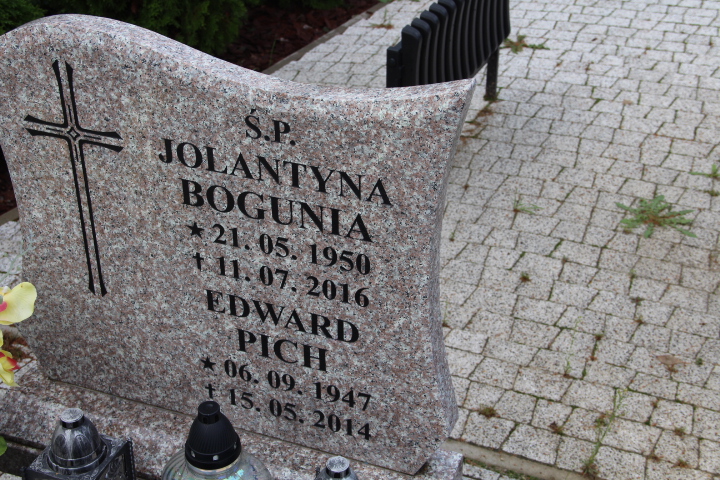 Ś.P.
JOLANTYNA
BOGUNIA
★ 21. 05. 1950
✝ 11. 07. 2016
EDWARD
PICH
★ 06. 09. 1947
✝ 15. 05. 2014